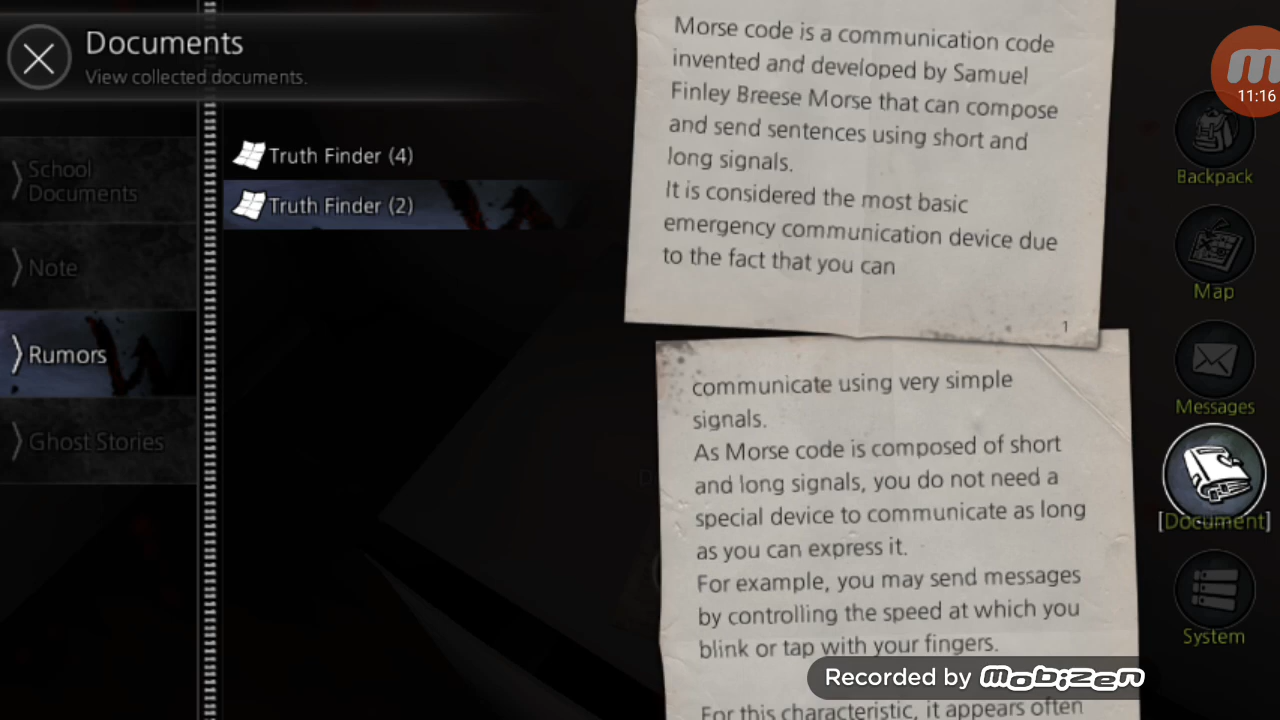 Documents
View collected documents.
School
Documents
Note
Rumors
Ghost Stories
Truth Finder (4)
Truth Finder (2)
Morse code is a communication code
invented and developed by Samuel
Finley Breese Morse that can compose
and send sentences using short and
long signals.
It is considered the most basic
emergency communication device due
to the fact that you can
1
communicate using very simple
signals.
As Morse code is composed of short
and long signals, you do not need a
special device to communicate as long
as you can express it.
For example, you may send messages
by controlling the speed at which you
blink or tap with your fingers.
For this characteristic, it appears often
11:16
Backpack
Map
Messages
[Document]
System
Recorded by mobizen